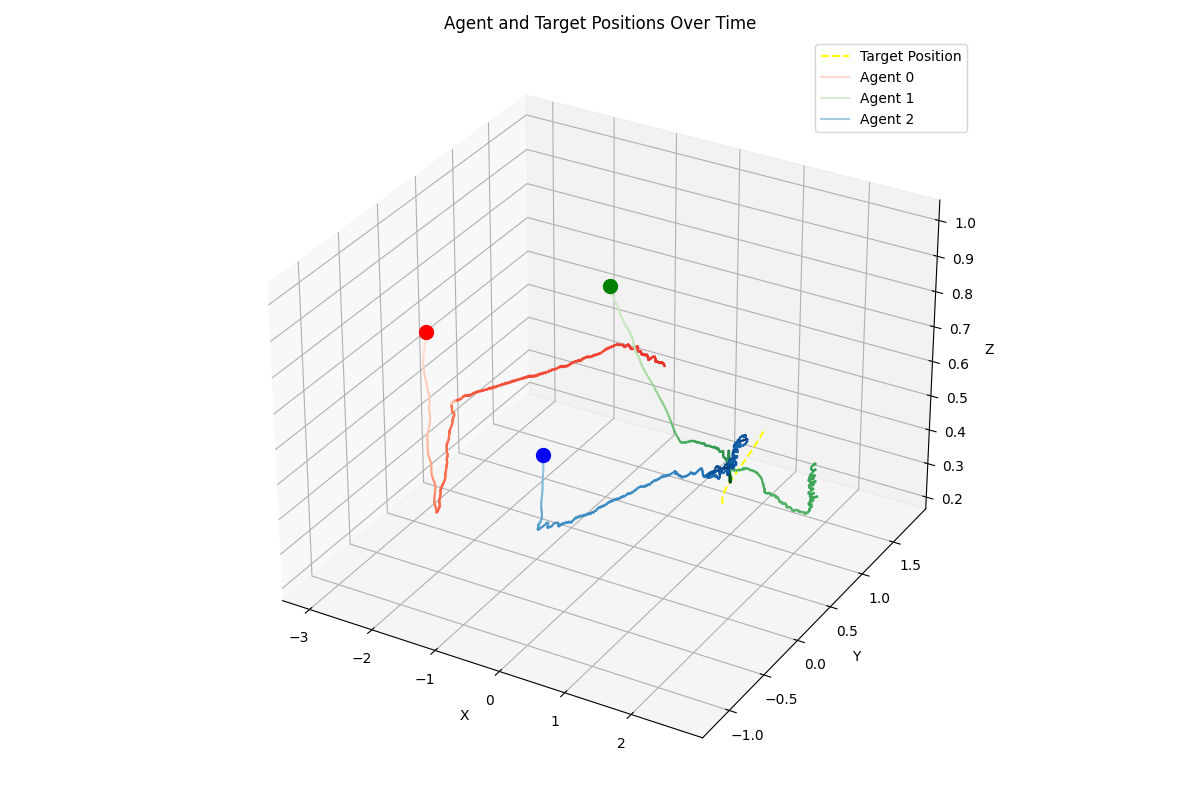 Agent and Target Positions Over Time
Target Position
Agent 0
Agent 1
Agent 2
1.0
0.9
0.8
0.7
0.6
0.5
0.4
0.3
0.2
Z
−3
−2
−1
0
1
2
X
−1.0
−0.5
0.0
0.5
1.0
1.5
Y